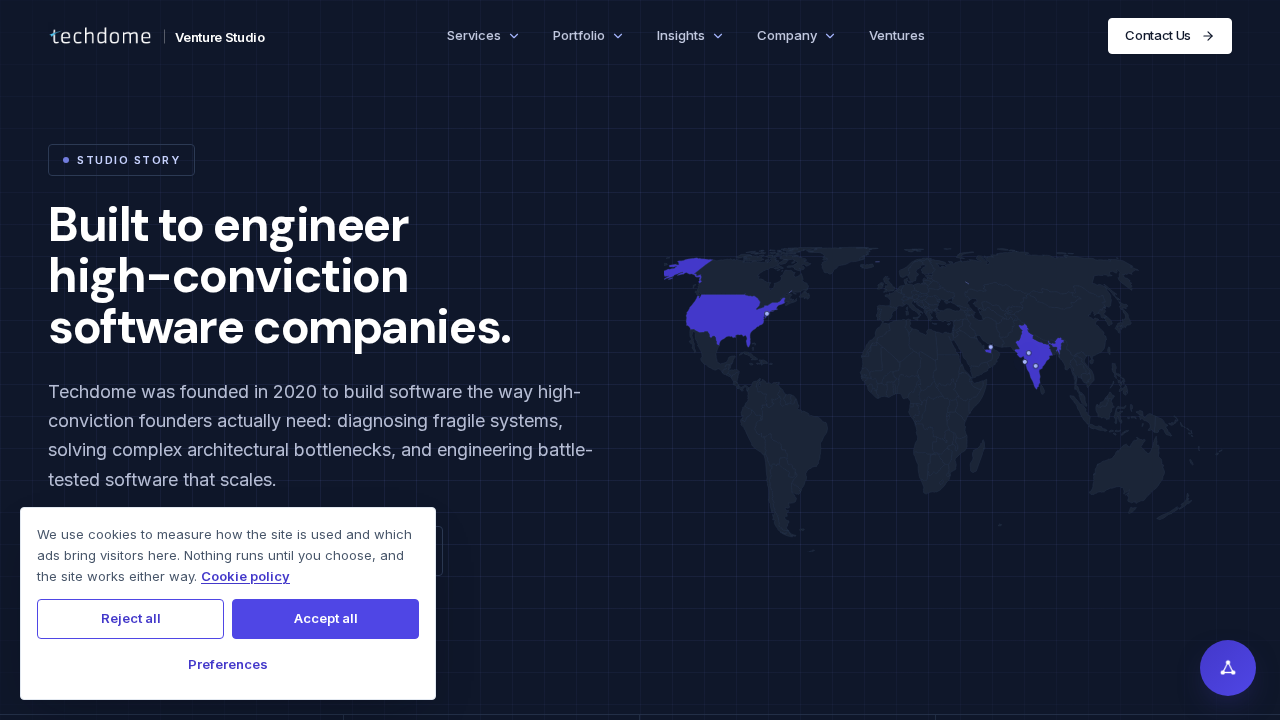 techdome
Venture Studio
Services
Portfolio
Insights
Company
Ventures
Contact Us
STUDIO STORY
Built to engineer
high-conviction
software companies.
Techdome was founded in 2020 to build software the way high-
conviction founders actually need: diagnosing fragile systems,
solving complex architectural bottlenecks, and engineering battle-
tested software that scales.
We use cookies to measure how the site is used and which
ads bring visitors here. Nothing runs until you choose, and
the site works either way. Cookie policy
Reject all
Accept all
Preferences